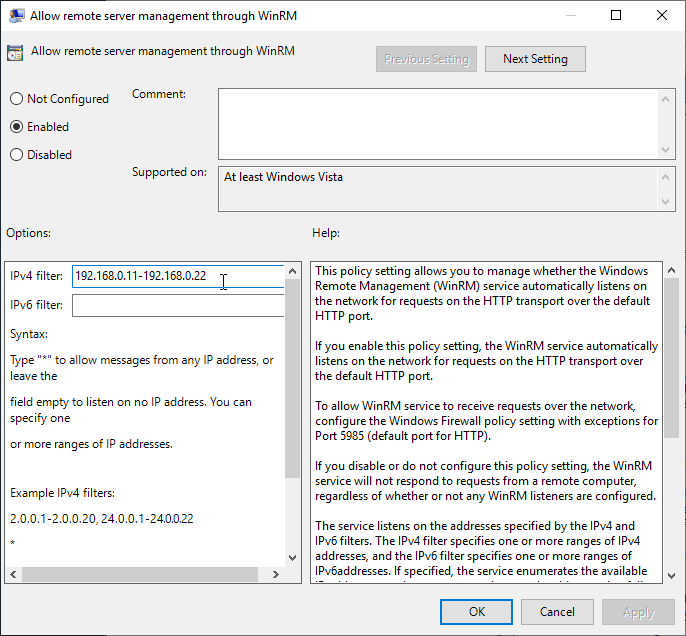 Allow remote server management through WinRM
Allow remote server management through WinRM
Previous Setting
Next Setting
Not Configured
Enabled
Disabled
Comment:
Supported on:
At least Windows Vista
Options:
Help:
IPv4 filter:
192.168.0.11-192.168.0.22
IPv6 filter:
Syntax:
Type "*" to allow messages from any IP address, or
leave the
field empty to listen on no IP address. You can
specify one
or more ranges of IP addresses.
Example IPv4 filters:
2.0.0.1-2.0.0.20, 24.0.0.1-24.0.0.22
*
This policy setting allows you to manage whether the Windows
Remote Management (WinRM) service automatically listens on
the network for requests on the HTTP transport over the default
HTTP port.
If you enable this policy setting, the WinRM service automatically
listens on the network for requests on the HTTP transport over
the default HTTP port.
To allow WinRM service to receive requests over the network,
configure the Windows Firewall policy setting with exceptions for
Port 5985 (default port for HTTP).
If you disable or do not configure this policy setting, the WinRM
service will not respond to requests from a remote computer,
regardless of whether or not any WinRM listeners are configured.
The service listens on the addresses specified by the IPv4 and
IPv6 filters. The IPv4 filter specifies one or more ranges of IPv4
addresses, and the IPv6 filter specifies one or more ranges of
IPv6addresses. If specified, the service enumerates the available
OK
Cancel
Apply